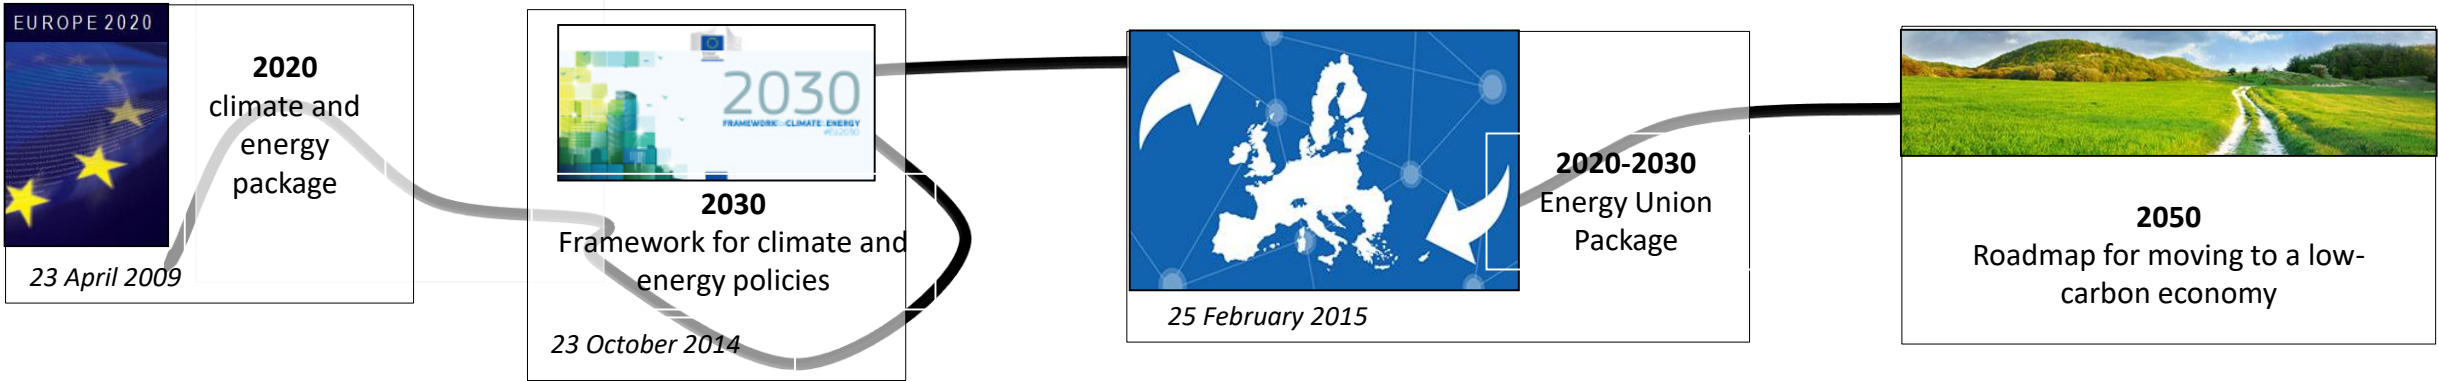 EUROPE 2020
2020
climate and
energy
package
23 April 2009
2030
FRAMEWORK FOR CLIMATE & ENERGY
#EU2030
2030
Framework for climate and
energy policies
23 October 2014
2020-2030
Energy Union
Package
25 February 2015
2050
Roadmap for moving to a low-
carbon economy